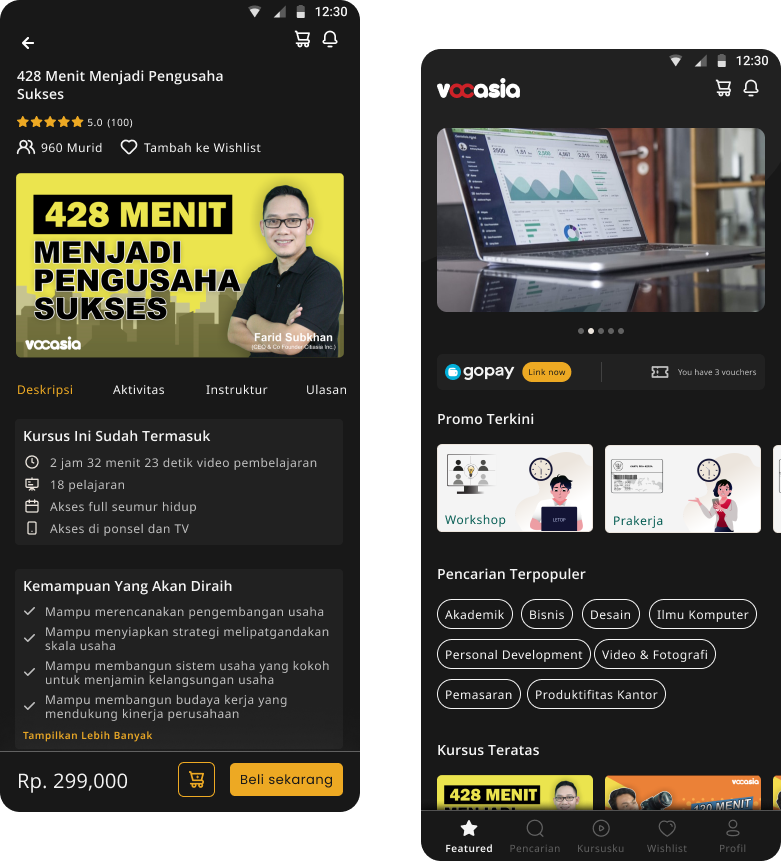 12:30
428 Menit Menjadi Pengusaha
Sukses
5.0 (100)
960 Murid
Tambah ke Wishlist
428 MENIT
MENJADI
PENGUSAHA
SUKSES
vocasia
Farid Subkhan
(CEO & Co Founder Citiasia Inc.)
Deskripsi
Aktivitas
Instruktur
Ulasan
Kursus Ini Sudah Termasuk
2 jam 32 menit 23 detik video pembelajaran
18 pelajaran
Akses full seumur hidup
Akses di ponsel dan TV
Kemampuan Yang Akan Diraih
Mampu merencanakan pengembangan usaha
Mampu menyiapkan strategi melipatgandakan
skala usaha
Mampu membangun sistem usaha yang kokoh
untuk menjamin kelangsungan usaha
Mampu membangun budaya kerja yang
mendukung kinerja perusahaan
Tampilkan Lebih Banyak
Rp. 299,000
Beli sekarang
12:30
vocasia
gopay
Link now
You have 3 vouchers
Promo Terkini
Workshop
Prakerja
Pencarian Terpopuler
Akademik
Bisnis
Desain
Ilmu Komputer
Personal Development
Video & Fotografi
Pemasaran
Produktifitas Kantor
Kursus Teratas
428 MENIT
MENJADI
vocasia
120 MENIT
Featured
Pencarian
Kursusku
Wishlist
Profil